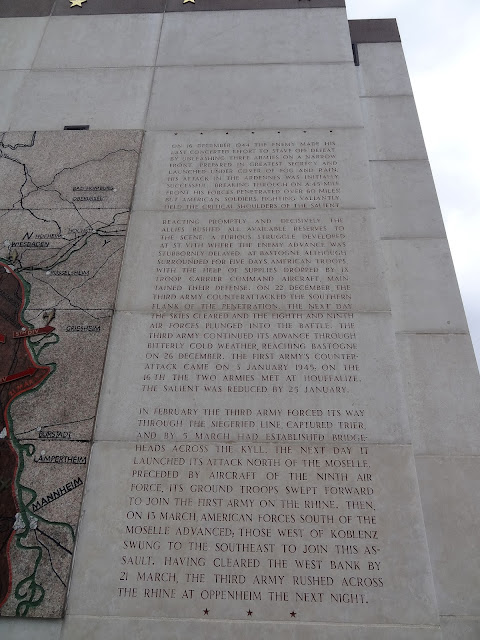 ON 16 DECEMBER 1944 THE ENEMY MADE HIS
LAST CONCERTED EFFORT TO STAVE OFF DEFEAT
BY UNLEASHING THREE ARMIES ON A NARROW
FRONT. PREPARED IN GREATEST SECRECY AND
LAUNCHED UNDER COVER OF FOG AND RAIN,
HIS ATTACK IN THE ARDENNES WAS INITIALLY
SUCCESSFUL. BREAKING THROUGH ON A 45-MILE
FRONT, HIS FORCES PENETRATED OVER 60 MILES
BUT AMERICAN SOLDIERS, FIGHTING VALIANTLY,
HELD THE CRITICAL SHOULDERS OF THE SALIENT.
REACTING PROMPTLY AND DECISIVELY, THE
ALLIES RUSHED ALL AVAILABLE RESERVES TO
THE SCENE. A FURIOUS STRUGGLE DEVELOPED
AT ST. VITH WHERE THE ENEMY ADVANCE WAS
STUBBORNLY DELAYED. AT BASTOGNE, ALTHOUGH
SURROUNDED FOR FIVE DAYS, AMERICAN TROOPS,
WITH THE HELP OF SUPPLIES DROPPED BY IX
TROOP CARRIER COMMAND AIRCRAFT, MAIN-
TAINED THEIR DEFENSE. ON 22 DECEMBER THE
THIRD ARMY COUNTERATTACKED THE SOUTHERN
FLANK OF THE PENETRATION. THE NEXT DAY
THE SKIES CLEARED AND THE EIGHTH AND NINTH
AIR FORCES PLUNGED INTO THE BATTLE. THE
THIRD ARMY CONTINUED ITS ADVANCE THROUGH
BITTERLY COLD WEATHER, REACHING BASTOGNE
ON 26 DECEMBER. THE FIRST ARMY'S COUNTER-
ATTACK CAME ON 3 JANUARY 1945; ON THE
16TH THE TWO ARMIES MET AT HOUFFALIZE.
THE SALIENT WAS REDUCED BY 25 JANUARY.
IN FEBRUARY THE THIRD ARMY FORCED ITS WAY
THROUGH THE SIEGFRIED LINE, CAPTURED TRIER
AND BY 5 MARCH HAD ESTABLISHED BRIDGE-
HEADS ACROSS THE KYLL. THE NEXT DAY IT
LAUNCHED ITS ATTACK NORTH OF THE MOSELLE.
PRECEDED BY AIRCRAFT OF THE NINTH AIR
FORCE, ITS GROUND TROOPS SWEPT FORWARD
TO JOIN THE FIRST ARMY ON THE RHINE. THEN,
ON 13 MARCH AMERICAN FORCES SOUTH OF THE
MOSELLE ADVANCED; THOSE WEST OF KOBLENZ
SWUNG TO THE SOUTHEAST TO JOIN THIS AS-
SAULT. HAVING CLEARED THE WEST BANK BY
21 MARCH, THE THIRD ARMY RUSHED ACROSS
THE RHINE AT OPPENHEIM THE NEXT NIGHT.
WIESBADEN
RUSSELSHEIM
GRIESHEIM
BURSTADT
LAMPERTHEIM
MANNHEIM